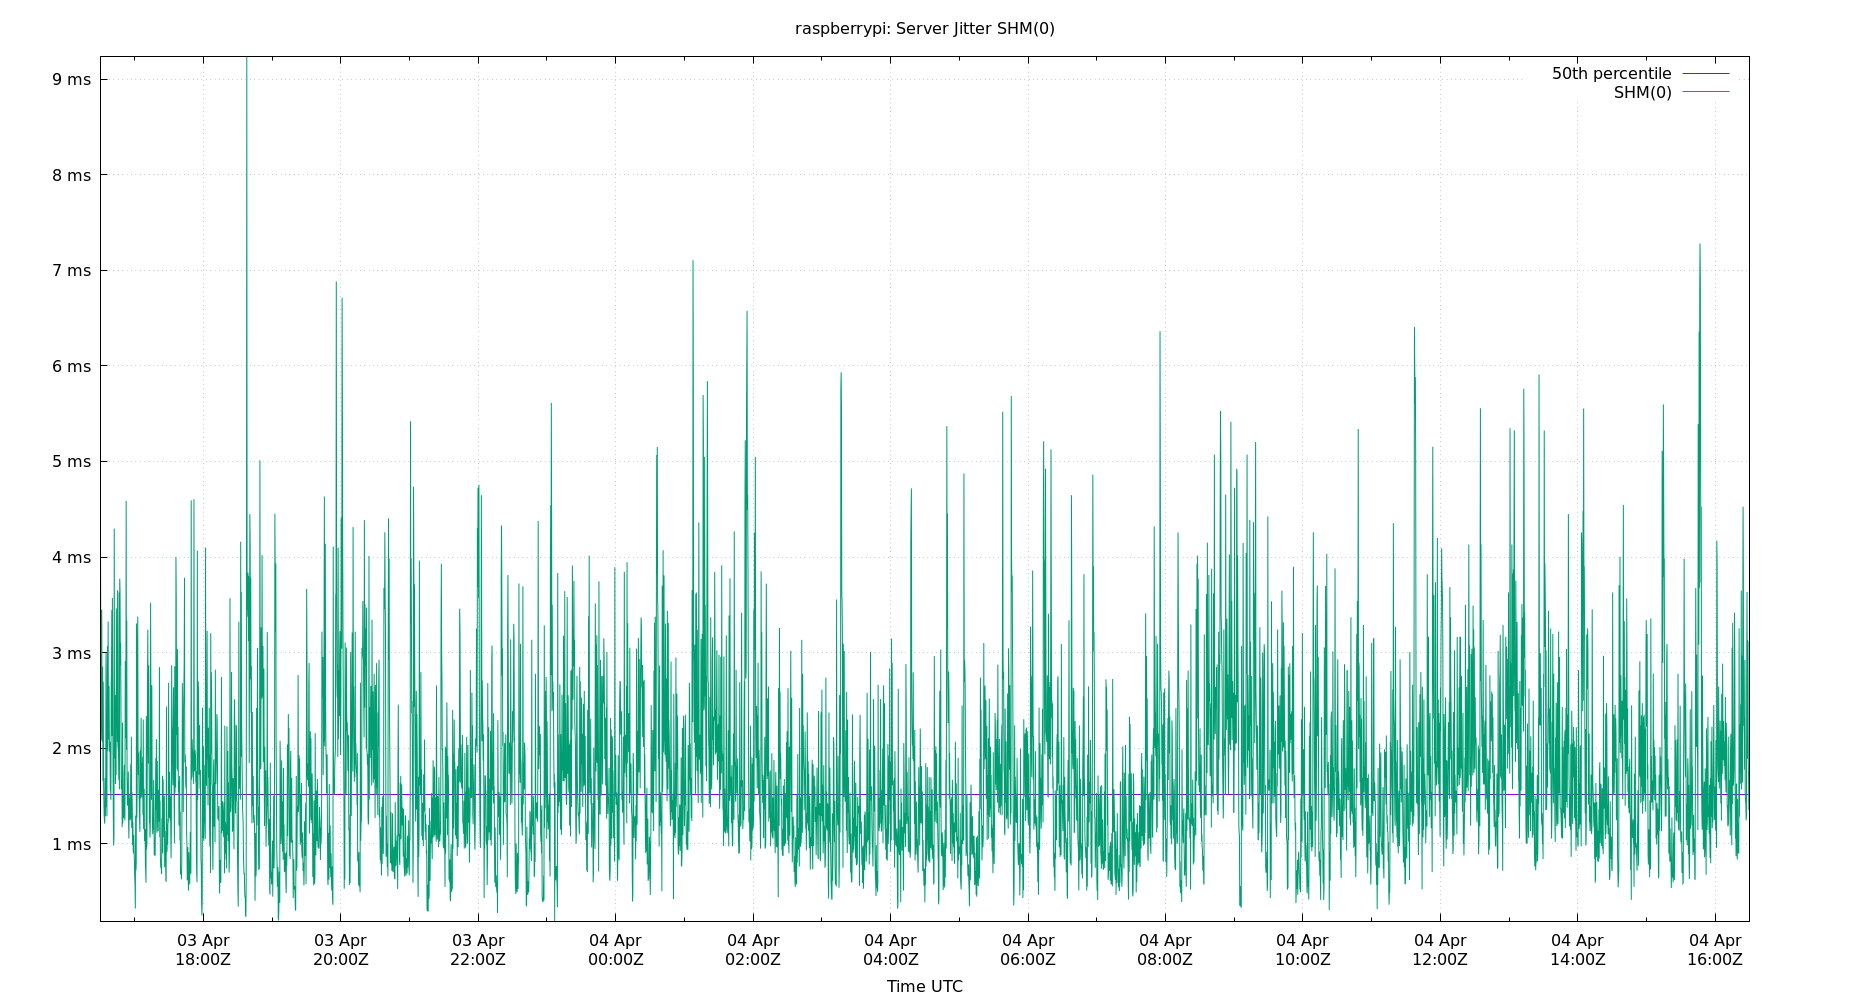 raspberrypi: Server Jitter SHM(0)
50th percentile
SHM(0)
9 ms
8 ms
7 ms
6 ms
5 ms
4 ms
3 ms
2 ms
1 ms
03 Apr 03 Apr 03 Apr 04 Apr 04 Apr 04 Apr 04 Apr 04 Apr 04 Apr 04 Apr 04 Apr 04 Apr
18:00Z 20:00Z 22:00Z 00:00Z 02:00Z 04:00Z 06:00Z 08:00Z 10:00Z 12:00Z 14:00Z 16:00Z
Time UTC